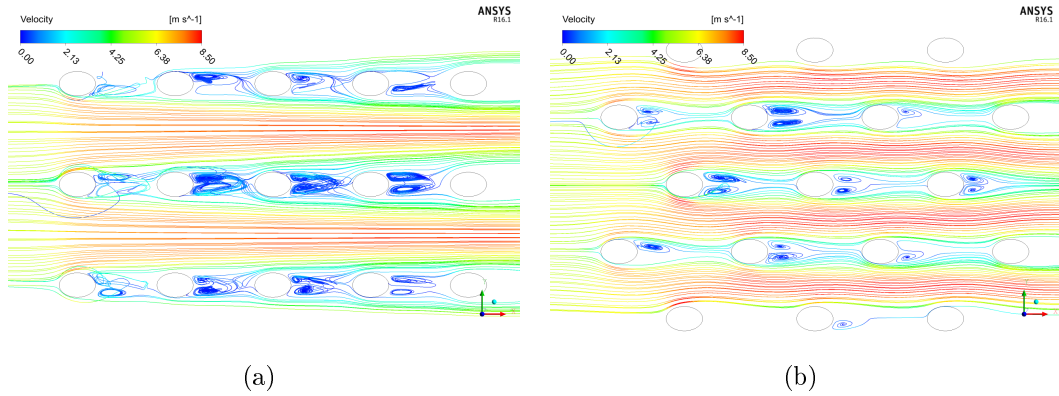 Velocity [m s^-1]
0.00 2.13 4.25 6.38 8.50
ANSYS
R16.1
Velocity [m s^-1]
0.00 2.13 4.25 6.38 8.50
ANSYS
R16.1
(a)
(b)